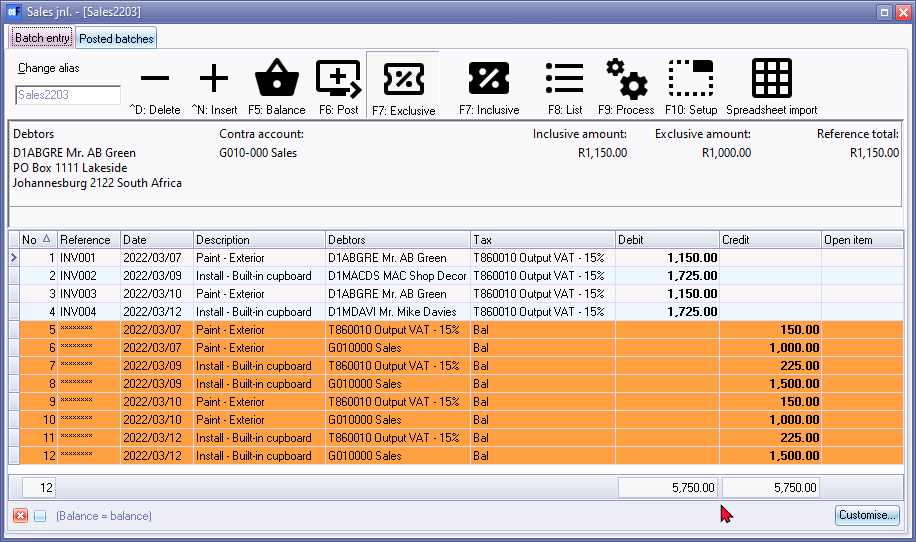 Sales jnl. - [Sales2203]
Batch entry Posted batches
Change alias
Sales2203
^D: Delete ^N: Insert F5: Balance F6: Post F7: Exclusive F7: Inclusive F8: List F9: Process F10: Setup Spreadsheet import
Debtors Contra account: Inclusive amount: Exclusive amount: Reference total:
D1ABGRE Mr. AB Green G010-000 Sales R1,150.00 R1,000.00 R1,150.00
PO Box 1111 Lakeside
Johannesburg 2122 South Africa
No Reference Date Description Debtors Tax Debit Credit Open item
1 INV001 2022/03/07 Paint - Exterior D1ABGRE Mr. AB Green T860010 Output VAT - 15% 1,150.00
2 INV002 2022/03/09 Install - Built-in cupboard D1MACDS MAC Shop Decor T860010 Output VAT - 15% 1,725.00
3 INV003 2022/03/10 Paint - Exterior D1ABGRE Mr. AB Green T860010 Output VAT - 15% 1,150.00
4 INV004 2022/03/12 Install - Built-in cupboard D1MDAVI Mr. Mike Davies T860010 Output VAT - 15% 1,725.00
5 ******** 2022/03/07 Paint - Exterior T860010 Output VAT - 15% Bal 150.00
6 ******** 2022/03/07 Paint - Exterior G010000 Sales Bal 1,000.00
7 ******** 2022/03/09 Install - Built-in cupboard T860010 Output VAT - 15% Bal 225.00
8 ******** 2022/03/09 Install - Built-in cupboard G010000 Sales Bal 1,500.00
9 ******** 2022/03/10 Paint - Exterior T860010 Output VAT - 15% Bal 150.00
10 ******** 2022/03/10 Paint - Exterior G010000 Sales Bal 1,000.00
11 ******** 2022/03/12 Install - Built-in cupboard T860010 Output VAT - 15% Bal 225.00
12 ******** 2022/03/12 Install - Built-in cupboard G010000 Sales Bal 1,500.00
12 5,750.00 5,750.00
(Balance = balance) Customise...